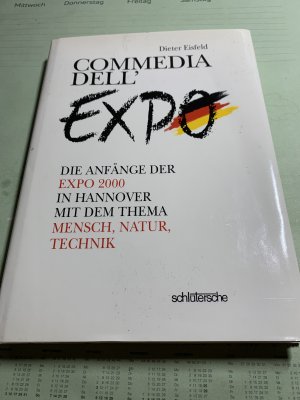 Mittwoch Donnerstag Freitag Samstag
Dieter Eisfeld
COMMEDIA
DELL'
EXPO
DIE ANFÄNGE DER
EXPO 2000
IN HANNOVER
MIT DEM THEMA
MENSCH, NATUR,
TECHNIK
schlütersche